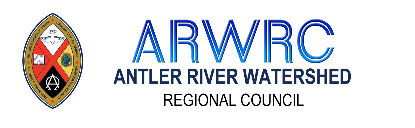 ARWRC
ANTLER RIVER WATERSHED
REGIONAL COUNCIL